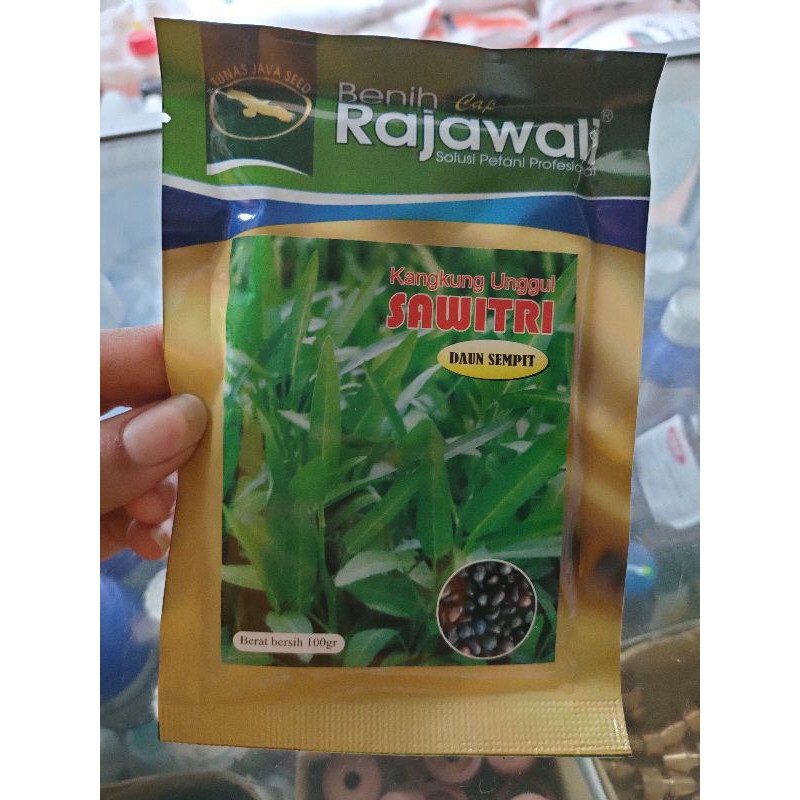 TUNAS JAVA SEED
Benih Cap
Rajawali®
Solusi Petani Profesional
Kangkung Unggul
SAWITRI
DAUN SEMPIT
Berat bersih 100gr